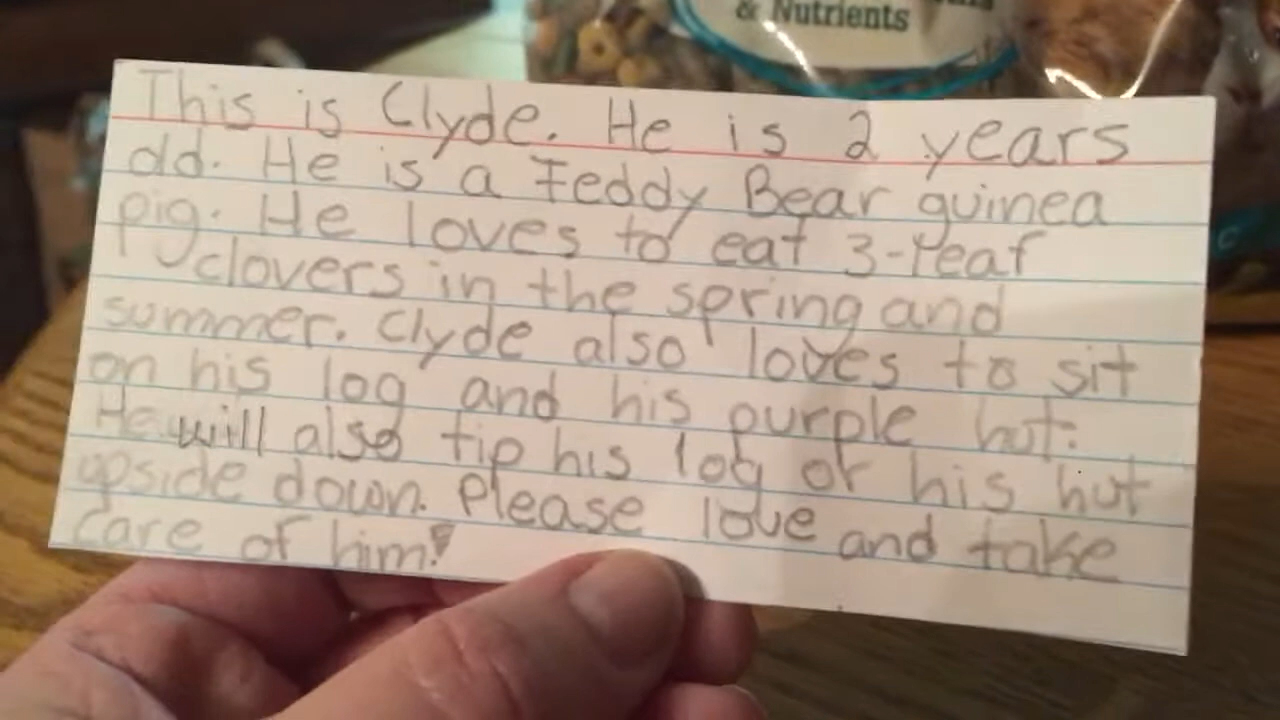 & Nutrients
This is Clyde. He is 2 years
old. He is a Teddy Bear guinea
pig. He loves to eat 3-leaf
clovers in the spring and
summer. Clyde also loves to sit
on his log and his purple hut.
He will also tip his log or his hut
upside down. Please love and take
care of him!